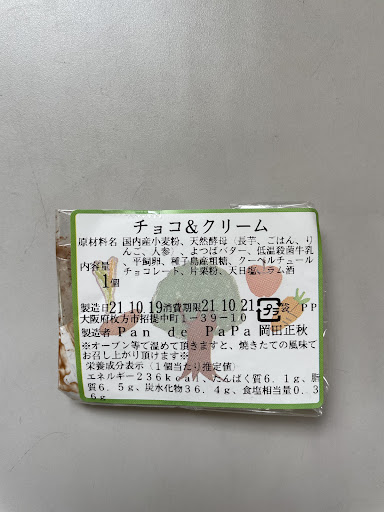 チョコ&クリーム
原材料名 国内産小麦粉、天然酵母（長芋、ごはん、り
んご、人参）、よつばバター、低温殺菌牛乳
、平飼卵、種子島産粗糖、クーベルチュール
チョコレート、片栗粉、天日塩、ラム酒
内容量
1個
製造日21.10.19消費期限21.10.21 プラ 袋 PP
大阪府枚方市招提中町1-39-10
製造者 Pan de PaPa 岡田正秋
※オーブン等で温めて頂きますと、焼きたての風味で
お召し上がり頂けます※
栄養成分表示（1個当たり推定値）
エネルギー236kcal、たんぱく質6.1g、脂
質6.5g、炭水化物36.4g、食塩相当量0.3
6g